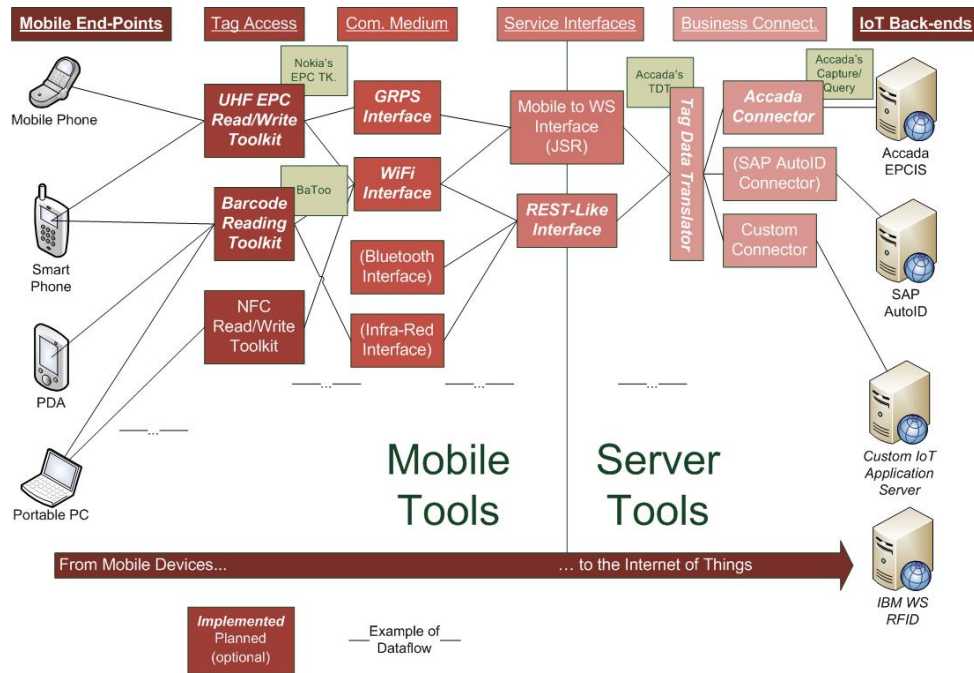 Mobile End-Points
Tag Access
Com. Medium
Service Interfaces
Business Connect.
IoT Back-ends
Nokia's
EPC TK.
Accada's
TDT
Accada's
Capture/
Query
Mobile Phone
UHF EPC
Read/Write
Toolkit
GRPS
Interface
Mobile to WS
Interface
(JSR)
Tag Data Translator
Accada
Connector
Accada
EPCIS
BaToo
Barcode
Reading
Toolkit
WiFi
Interface
REST-Like
Interface
(SAP AutoID
Connector)
Custom
Connector
Smart
Phone
(Bluetooth
Interface)
SAP
AutoID
NFC
Read/Write
Toolkit
(Infra-Red
Interface)
PDA
...
...
...
...
Mobile
Tools
Server
Tools
Custom IoT
Application
Server
Portable PC
From Mobile Devices...
... to the Internet of Things
IBM WS
RFID
Implemented
Planned
(optional)
Example of
Dataflow